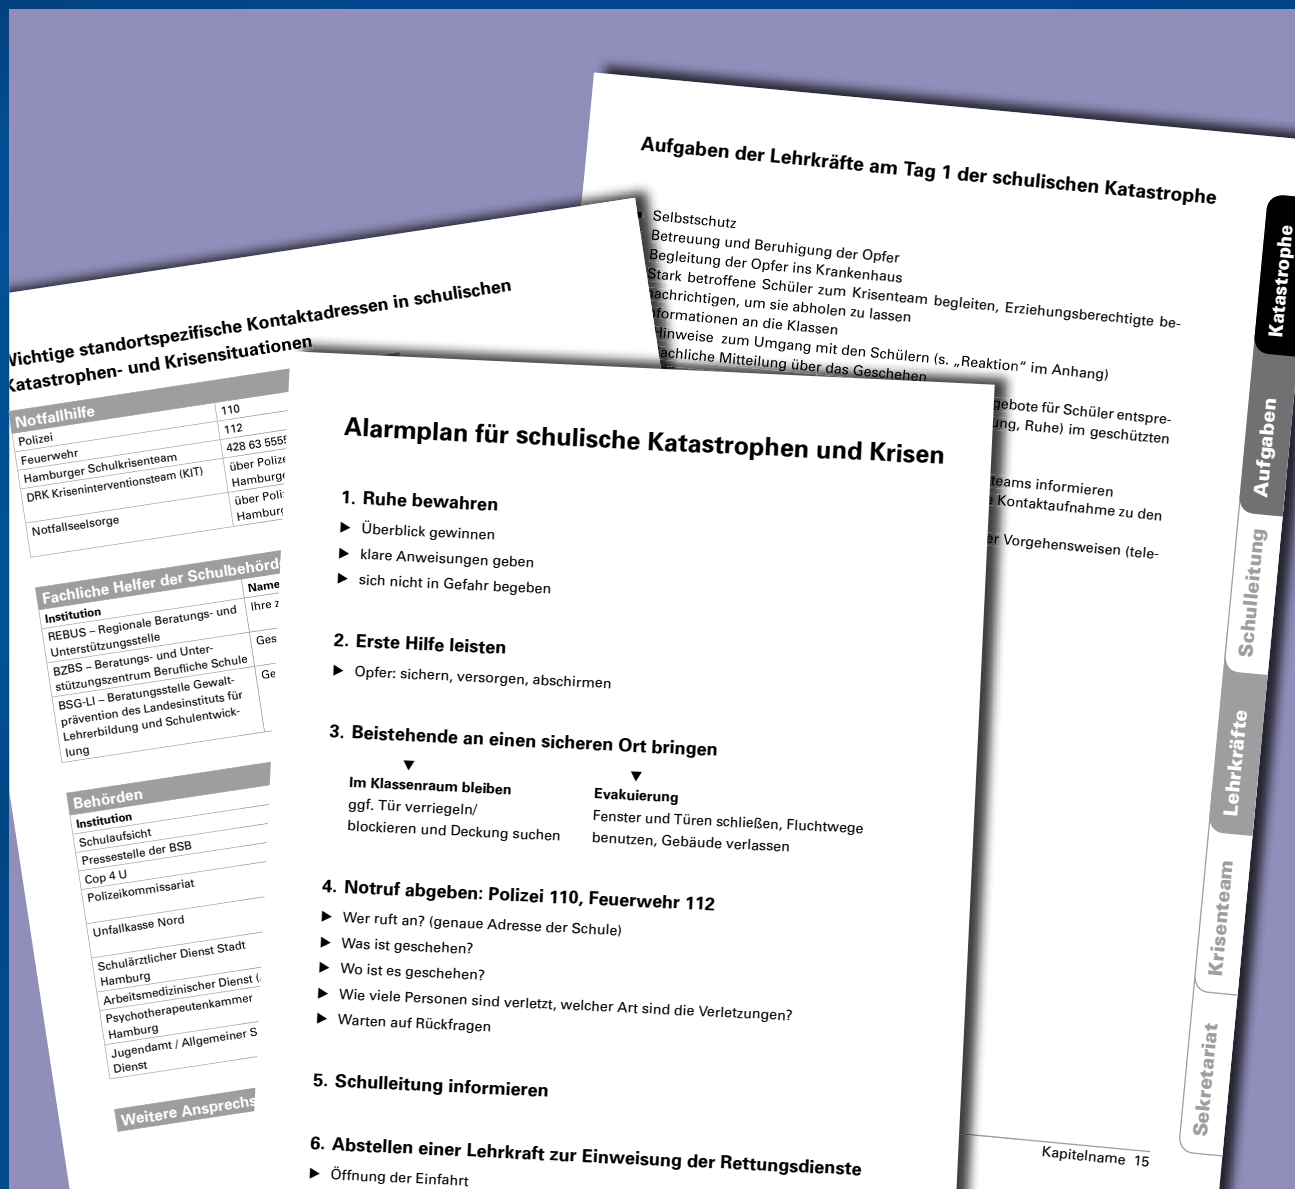 Aufgaben der Lehrkräfte am Tag 1 der schulischen Katastrophe
Selbstschutz
Betreuung und Beruhigung der Opfer
Begleitung der Opfer ins Krankenhaus
Stark betroffene Schüler zum Krisenteam begleiten, Erziehungsberechtigte be-
nachrichtigen, um sie abholen zu lassen
Informationen an die Klassen
Hinweise zum Umgang mit den Schülern (s. „Reaktion“ im Anhang)
Sachliche Mitteilung über das Geschehen
gebote für Schüler entspre-
ung, Ruhe) im geschützten
teams informieren
e Kontaktaufnahme zu den
er Vorgehensweisen (tele-
Kapitelname 15
Katastrophe
Aufgaben
Schulleitung
Lehrkräfte
Krisenteam
Sekretariat
Wichtige standortspezifische Kontaktadressen in schulischen
Katastrophen- und Krisensituationen
Notfallhilfe
Polizei 110
Feuerwehr 112
Hamburger Schulkrisenteam 428 63 5555
DRK Kriseninterventionsteam (KIT) über Polize
Hamburge
Notfallseelsorge über Poli
Hamburg
Fachliche Helfer der Schulbehörd
Institution Name
REBUS – Regionale Beratungs- und Ihre z
Unterstützungsstelle
BZBS – Beratungs- und Unter- Ges
stützungszentrum Berufliche Schule
BSG-LI – Beratungsstelle Gewalt- Ge
prävention des Landesinstituts für
Lehrerbildung und Schulentwick-
lung
Behörden
Institution
Schulaufsicht
Pressestelle der BSB
Cop 4 U
Polizeikommissariat
Unfallkasse Nord
Schulärztlicher Dienst Stadt
Hamburg
Arbeitsmedizinischer Dienst (
Psychotherapeutenkammer
Hamburg
Jugendamt / Allgemeiner S
Dienst
Weitere Ansprechs
Alarmplan für schulische Katastrophen und Krisen
1. Ruhe bewahren
▶ Überblick gewinnen
▶ klare Anweisungen geben
▶ sich nicht in Gefahr begeben
2. Erste Hilfe leisten
▶ Opfer: sichern, versorgen, abschirmen
3. Beistehende an einen sicheren Ort bringen
▼ ▼
Im Klassenraum bleiben
ggf. Tür verriegeln/
blockieren und Deckung suchen
Evakuierung
Fenster und Türen schließen, Fluchtwege
benutzen, Gebäude verlassen
4. Notruf abgeben: Polizei 110, Feuerwehr 112
▶ Wer ruft an? (genaue Adresse der Schule)
▶ Was ist geschehen?
▶ Wo ist es geschehen?
▶ Wie viele Personen sind verletzt, welcher Art sind die Verletzungen?
▶ Warten auf Rückfragen
5. Schulleitung informieren
6. Abstellen einer Lehrkraft zur Einweisung der Rettungsdienste
▶ Öffnung der Einfahrt